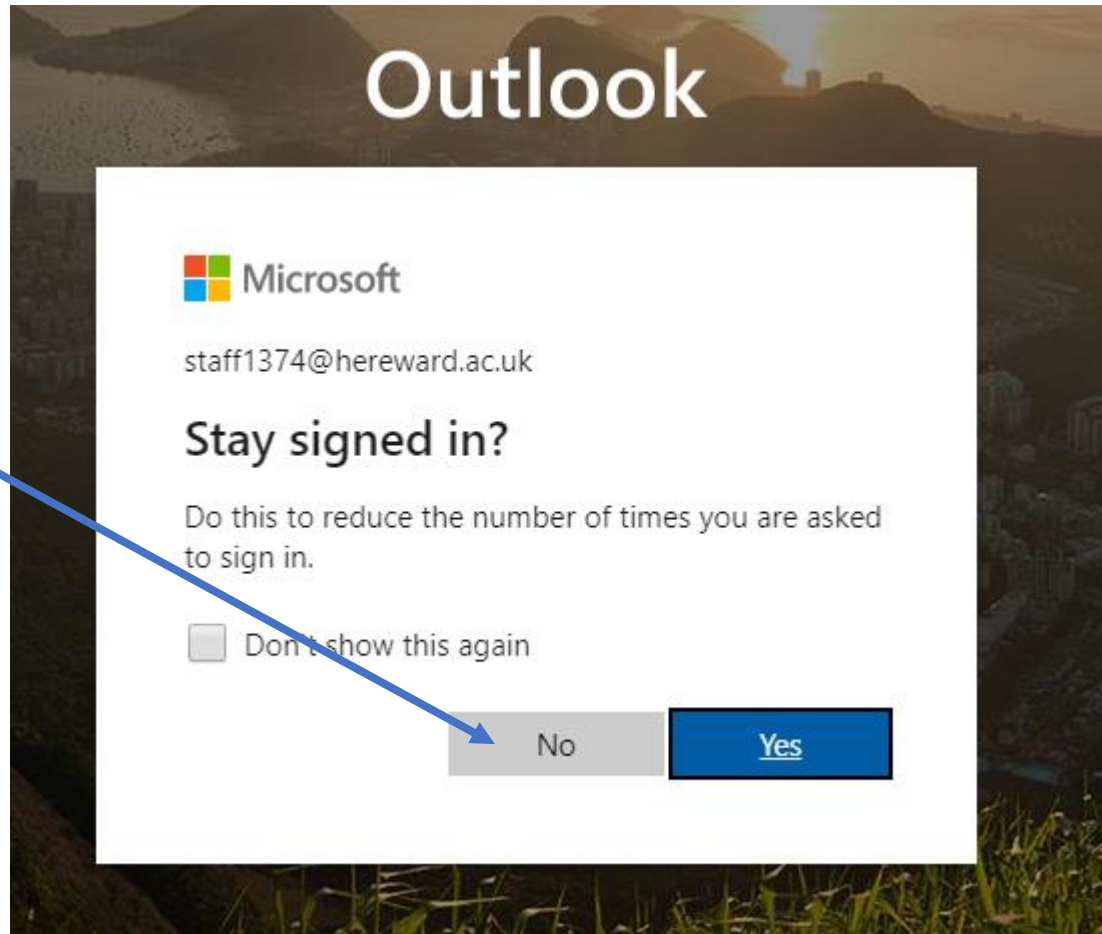 Outlook
Microsoft
staff1374@hereward.ac.uk
Stay signed in?
Do this to reduce the number of times you are asked
to sign in.
Don't show this again
No Yes